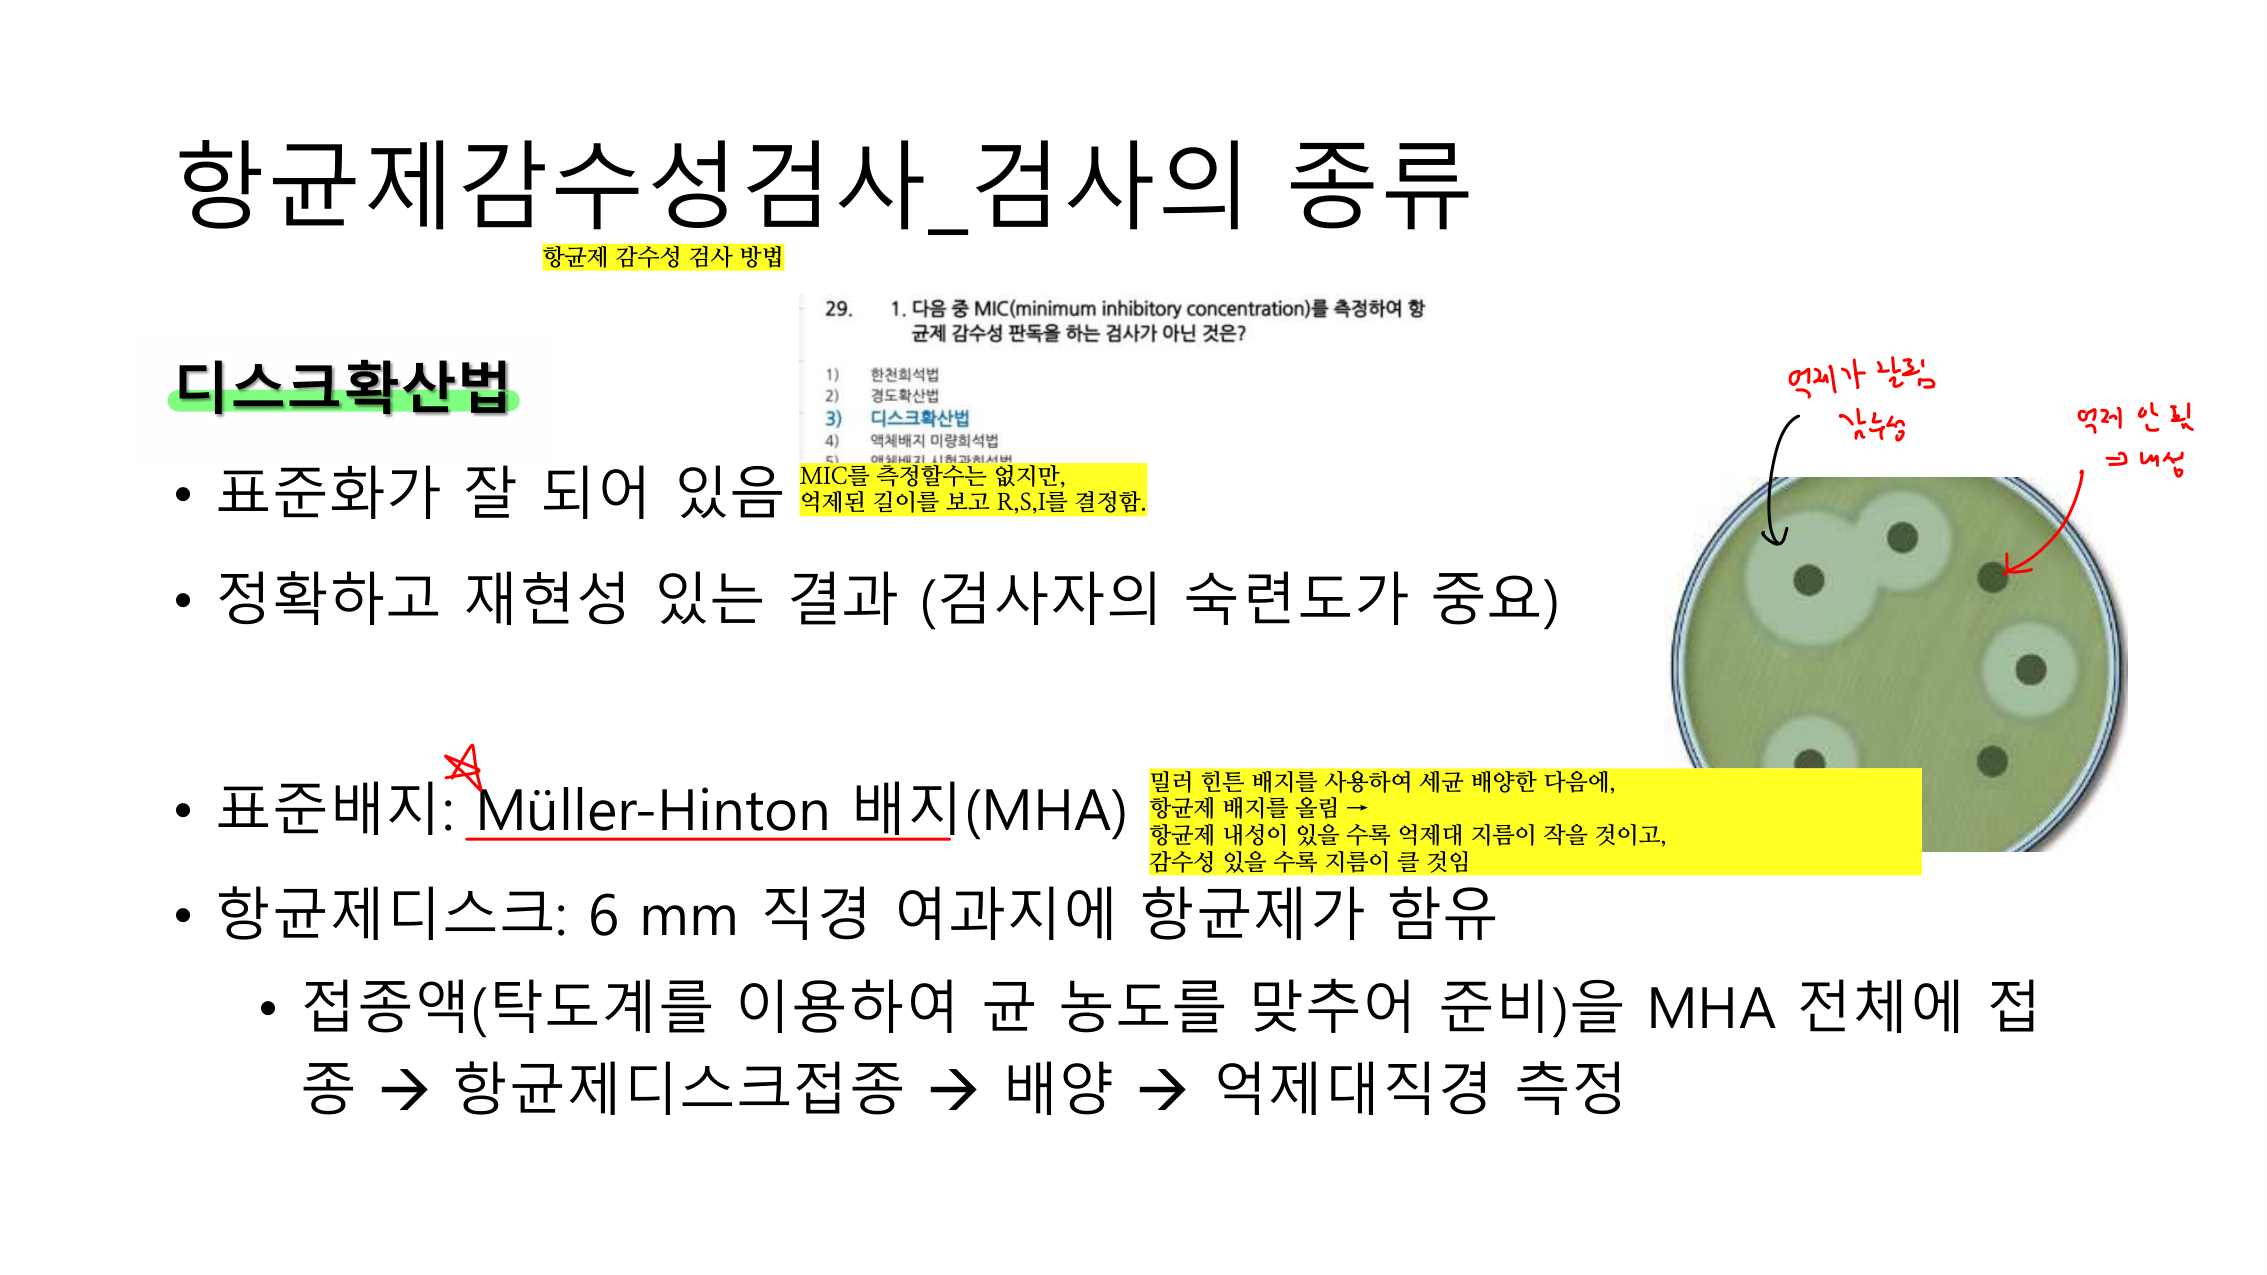 항균제감수성검사_검사의 종류
항균제 감수성 검사 방법
29. 1. 다음 중 MIC(minimum inhibitory concentration)를 측정하여 항
균제 감수성 판독을 하는 검사가 아닌 것은?
1) 한천희석법
2) 경도확산법
3) 디스크확산법
4) 액체배지 미량희석법
5) 액체배지 시험관희석법
디스크확산법
억제가 잘됨
감수성
억제 안 됨
⇒ 내성
• 표준화가 잘 되어 있음
MIC를 측정할수는 없지만,
억제된 길이를 보고 R,S,I를 결정함.
• 정확하고 재현성 있는 결과 (검사자의 숙련도가 중요)
• 표준배지: Müller-Hinton 배지(MHA)
밀러 힌튼 배지를 사용하여 세균 배양한 다음에,
항균제 배지를 올림 →
항균제 내성이 있을 수록 억제대 지름이 작을 것이고,
감수성 있을 수록 지름이 클 것임
• 항균제디스크: 6 mm 직경 여과지에 항균제가 함유
• 접종액(탁도계를 이용하여 균 농도를 맞추어 준비)을 MHA 전체에 접
종 → 항균제디스크접종 → 배양 → 억제대직경 측정